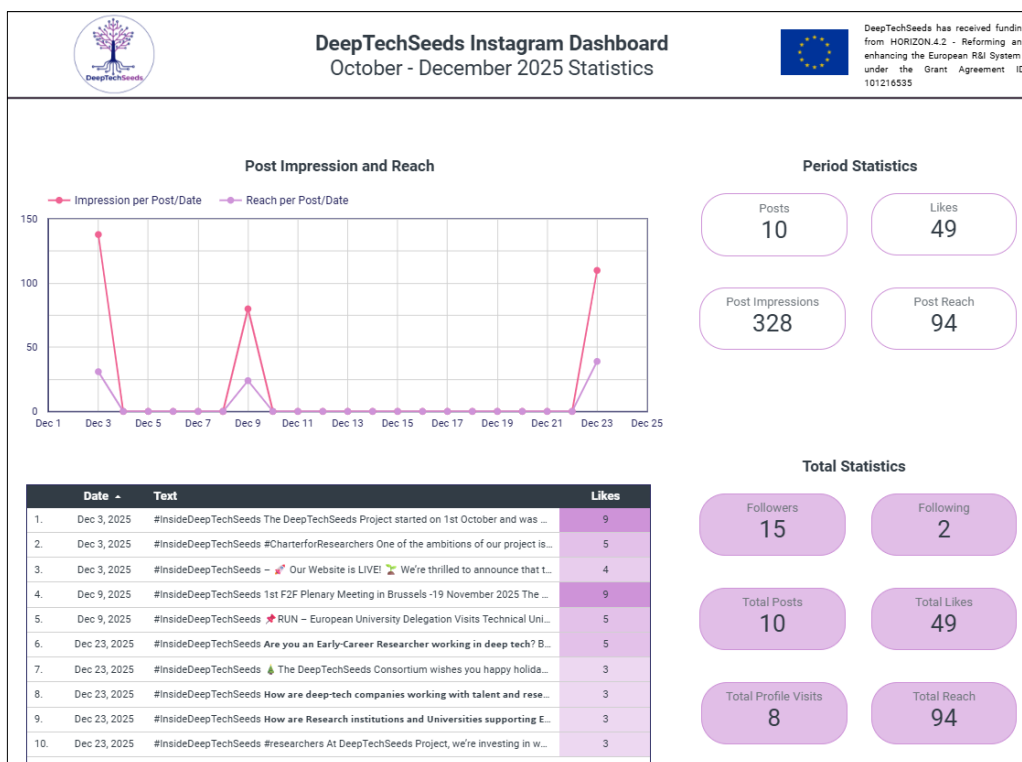 DeepTechSeeds
DeepTechSeeds Instagram Dashboard
October - December 2025 Statistics
DeepTechSeeds has received fundin
from HORIZON.4.2 - Reforming an
enhancing the European R&I System
under the Grant Agreement ID
101216535
Post Impression and Reach
Impression per Post/Date
Reach per Post/Date
150
100
50
0
Dec 1 Dec 3 Dec 5 Dec 7 Dec 9 Dec 11 Dec 13 Dec 15 Dec 17 Dec 19 Dec 21 Dec 23 Dec 25
Period Statistics
Posts
10
Likes
49
Post Impressions
328
Post Reach
94
Date Text Likes
1. Dec 3, 2025 #InsideDeepTechSeeds The DeepTechSeeds Project started on 1st October and was ... 9
2. Dec 3, 2025 #InsideDeepTechSeeds #CharterforResearchers One of the ambitions of our project is... 5
3. Dec 3, 2025 #InsideDeepTechSeeds – 🚀 Our Website is LIVE! 🌱 We're thrilled to announce that t... 4
4. Dec 9, 2025 #InsideDeepTechSeeds 1st F2F Plenary Meeting in Brussels -19 November 2025 The ... 9
5. Dec 9, 2025 #InsideDeepTechSeeds 📌 RUN – European University Delegation Visits Technical Uni... 5
6. Dec 23, 2025 #InsideDeepTechSeeds Are you an Early-Career Researcher working in deep tech? B... 5
7. Dec 23, 2025 #InsideDeepTechSeeds 🎄 The DeepTechSeeds Consortium wishes you happy holida... 3
8. Dec 23, 2025 #InsideDeepTechSeeds How are deep-tech companies working with talent and rese... 3
9. Dec 23, 2025 #InsideDeepTechSeeds How are Research institutions and Universities supporting E... 3
10. Dec 23, 2025 #InsideDeepTechSeeds #researchers At DeepTechSeeds Project, we're investing in w... 3
Total Statistics
Followers
15
Following
2
Total Posts
10
Total Likes
49
Total Profile Visits
8
Total Reach
94